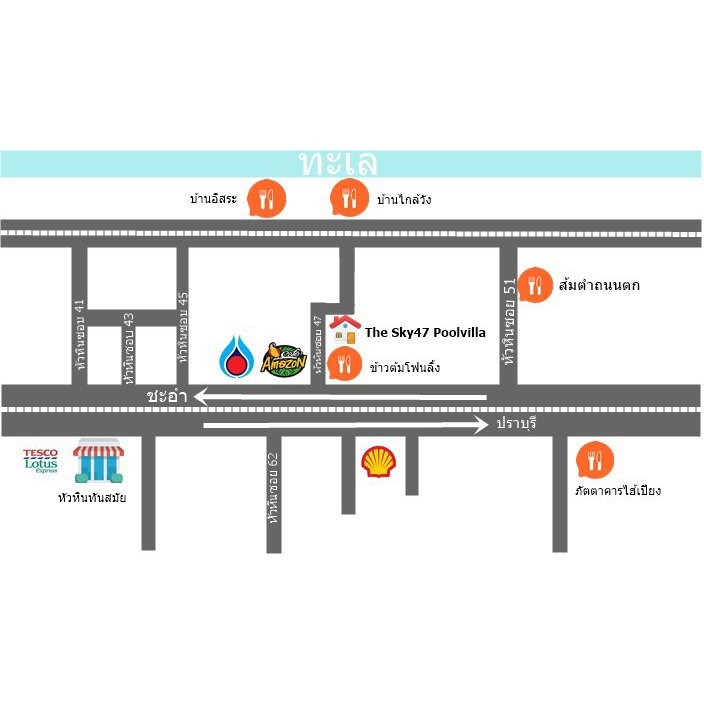 ทะเล
บ้านอิสระ
บ้านใกล้วัง
หัวหินซอย 41
หัวหินซอย 43
หัวหินซอย 45
หัวหินซอย 47
หัวหินซอย 51
ส้มตำถนนตก
The Sky47 Poolvilla
Café
Amazon
ข้าวต้มโฟนลิ้ง
ชะอำ
ปราบุรี
TESCO
Lotus
Express
หัวหินทันสมัย
หัวหินซอย 62
ภัตตาคารไฮ้เปียง